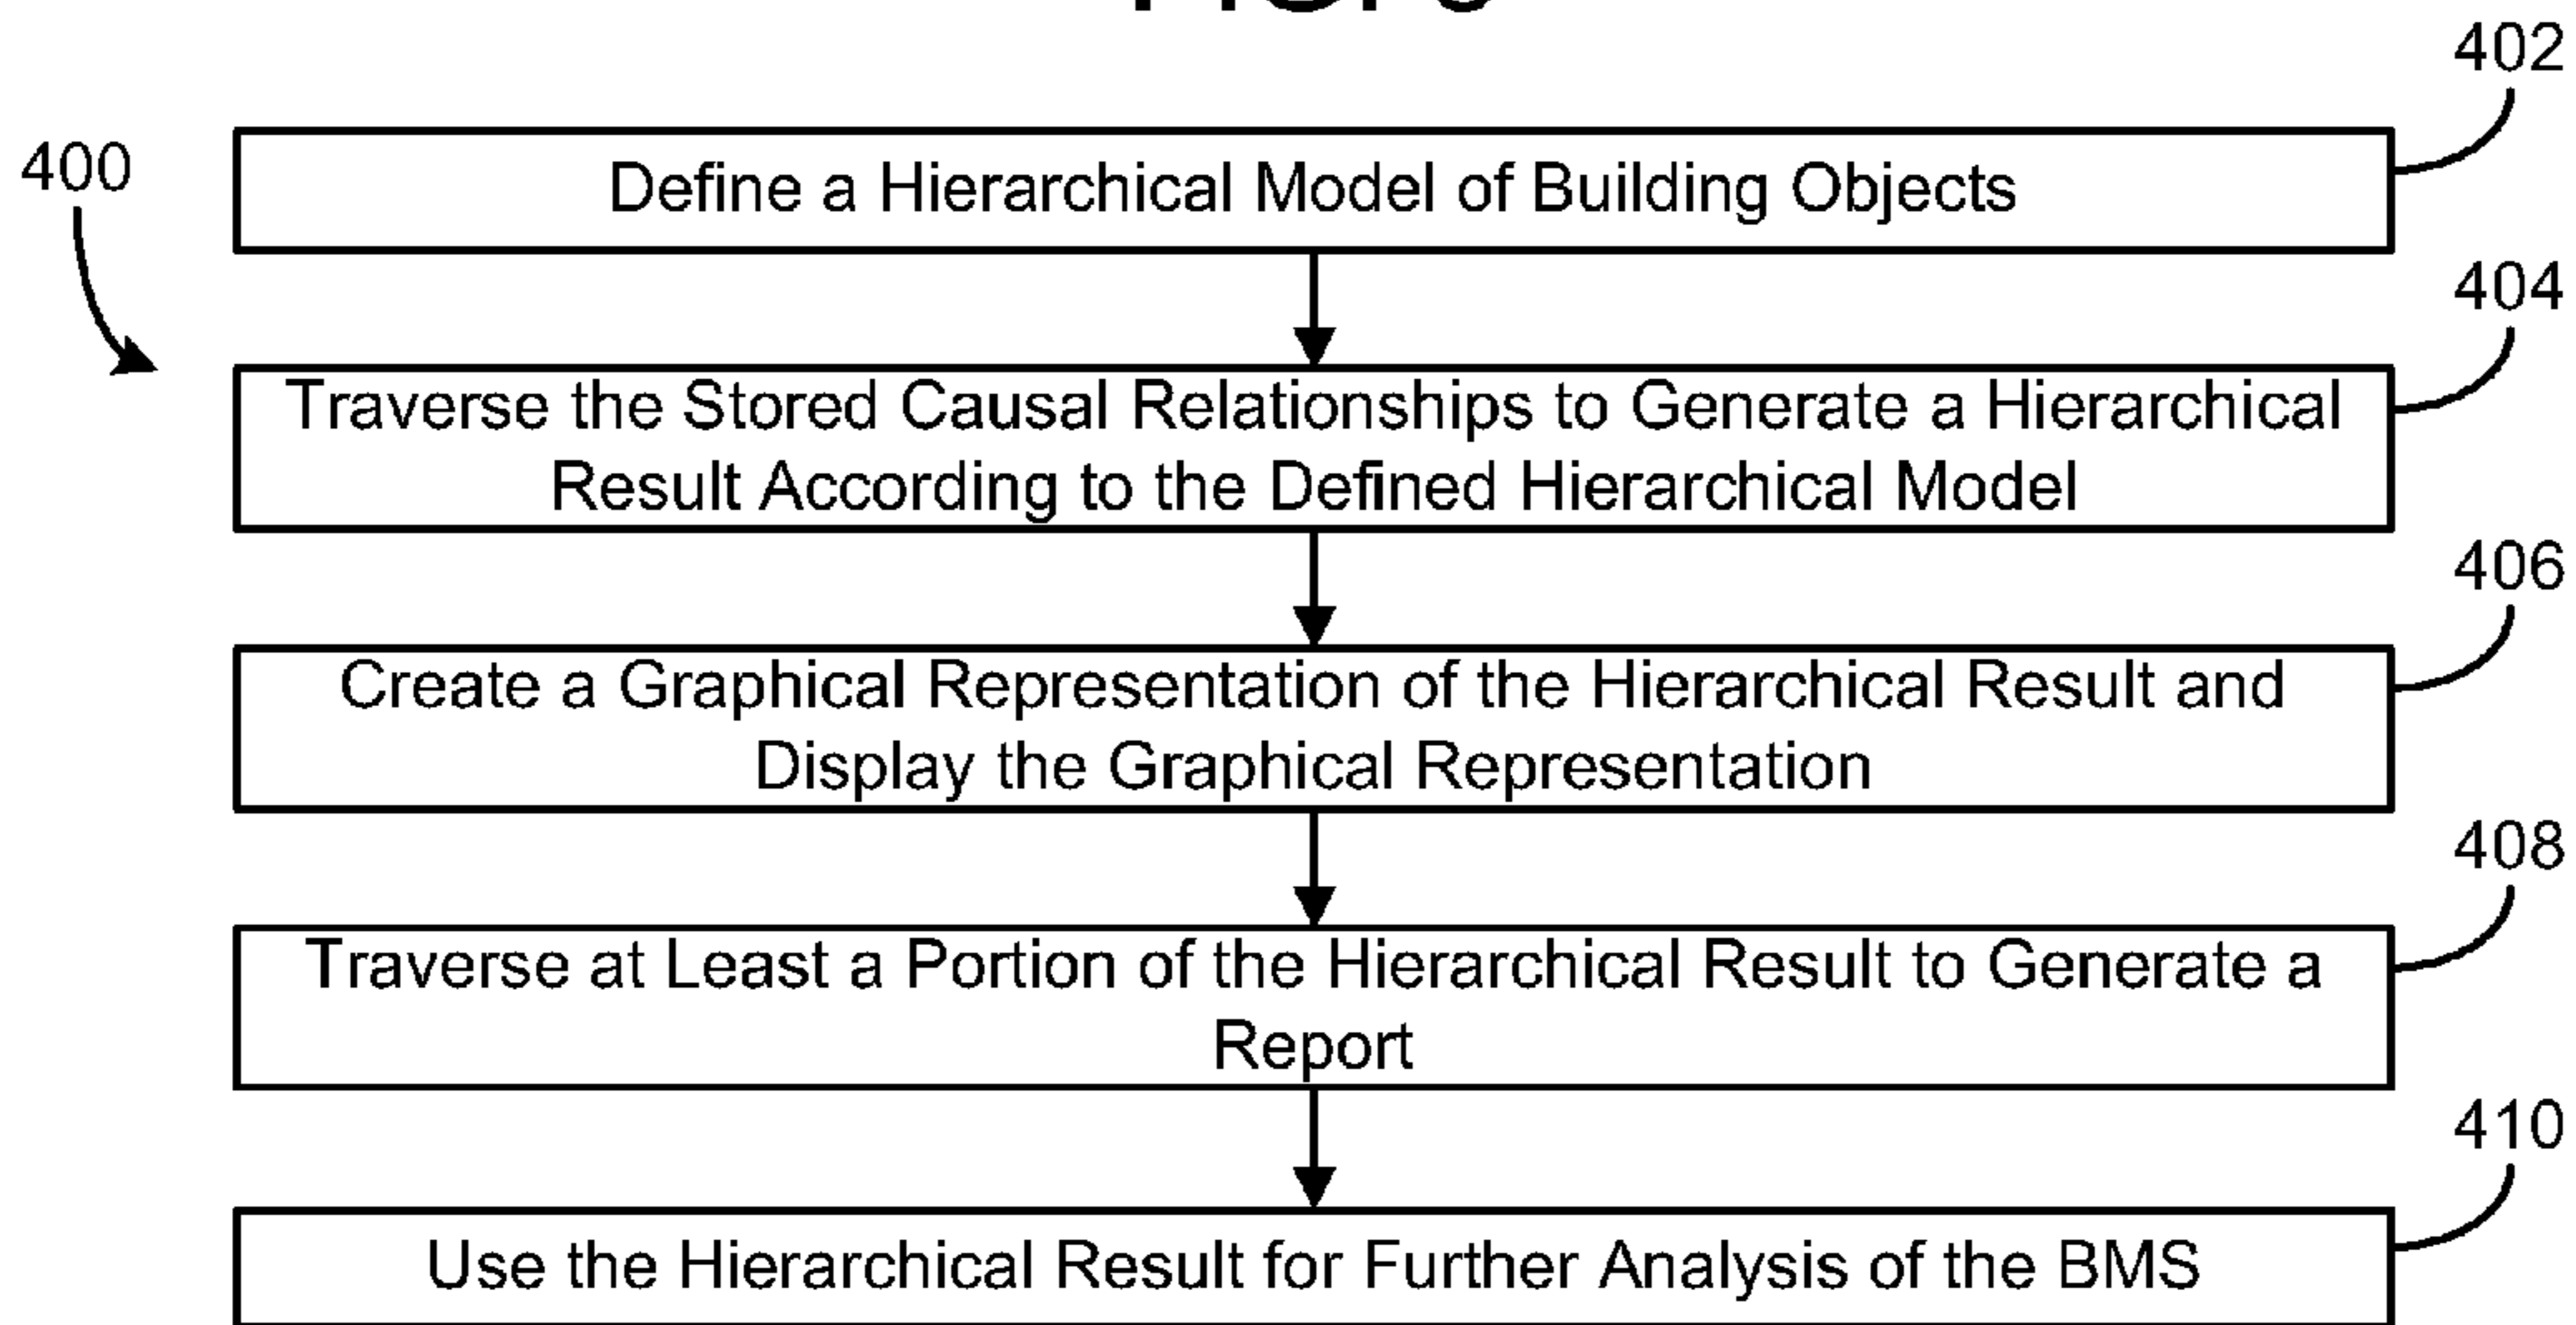 402
400
Define a Hierarchical Model of Building Objects
404
Traverse the Stored Causal Relationships to Generate a Hierarchical
Result According to the Defined Hierarchical Model
406
Create a Graphical Representation of the Hierarchical Result and
Display the Graphical Representation
408
Traverse at Least a Portion of the Hierarchical Result to Generate a
Report
410
Use the Hierarchical Result for Further Analysis of the BMS